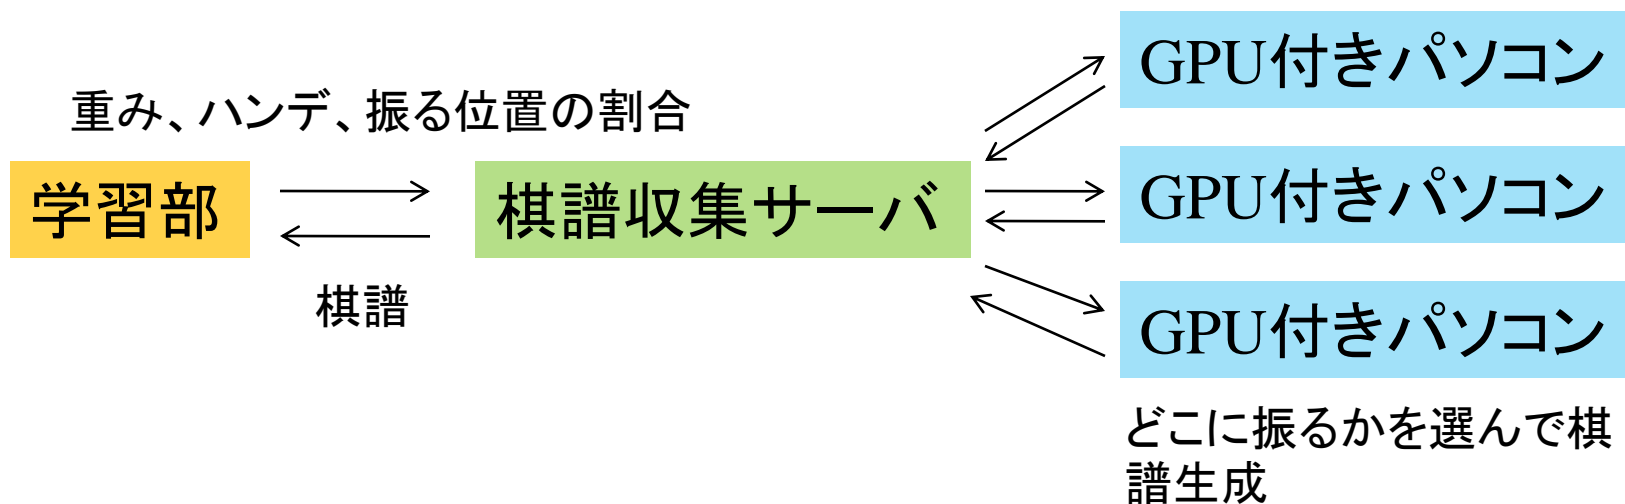 GPU付きパソコン
重み、ハンデ、振る位置の割合
学習部
棋譜収集サーバ
GPU付きパソコン
棋譜
GPU付きパソコン
どこに振るかを選んで棋
譜生成